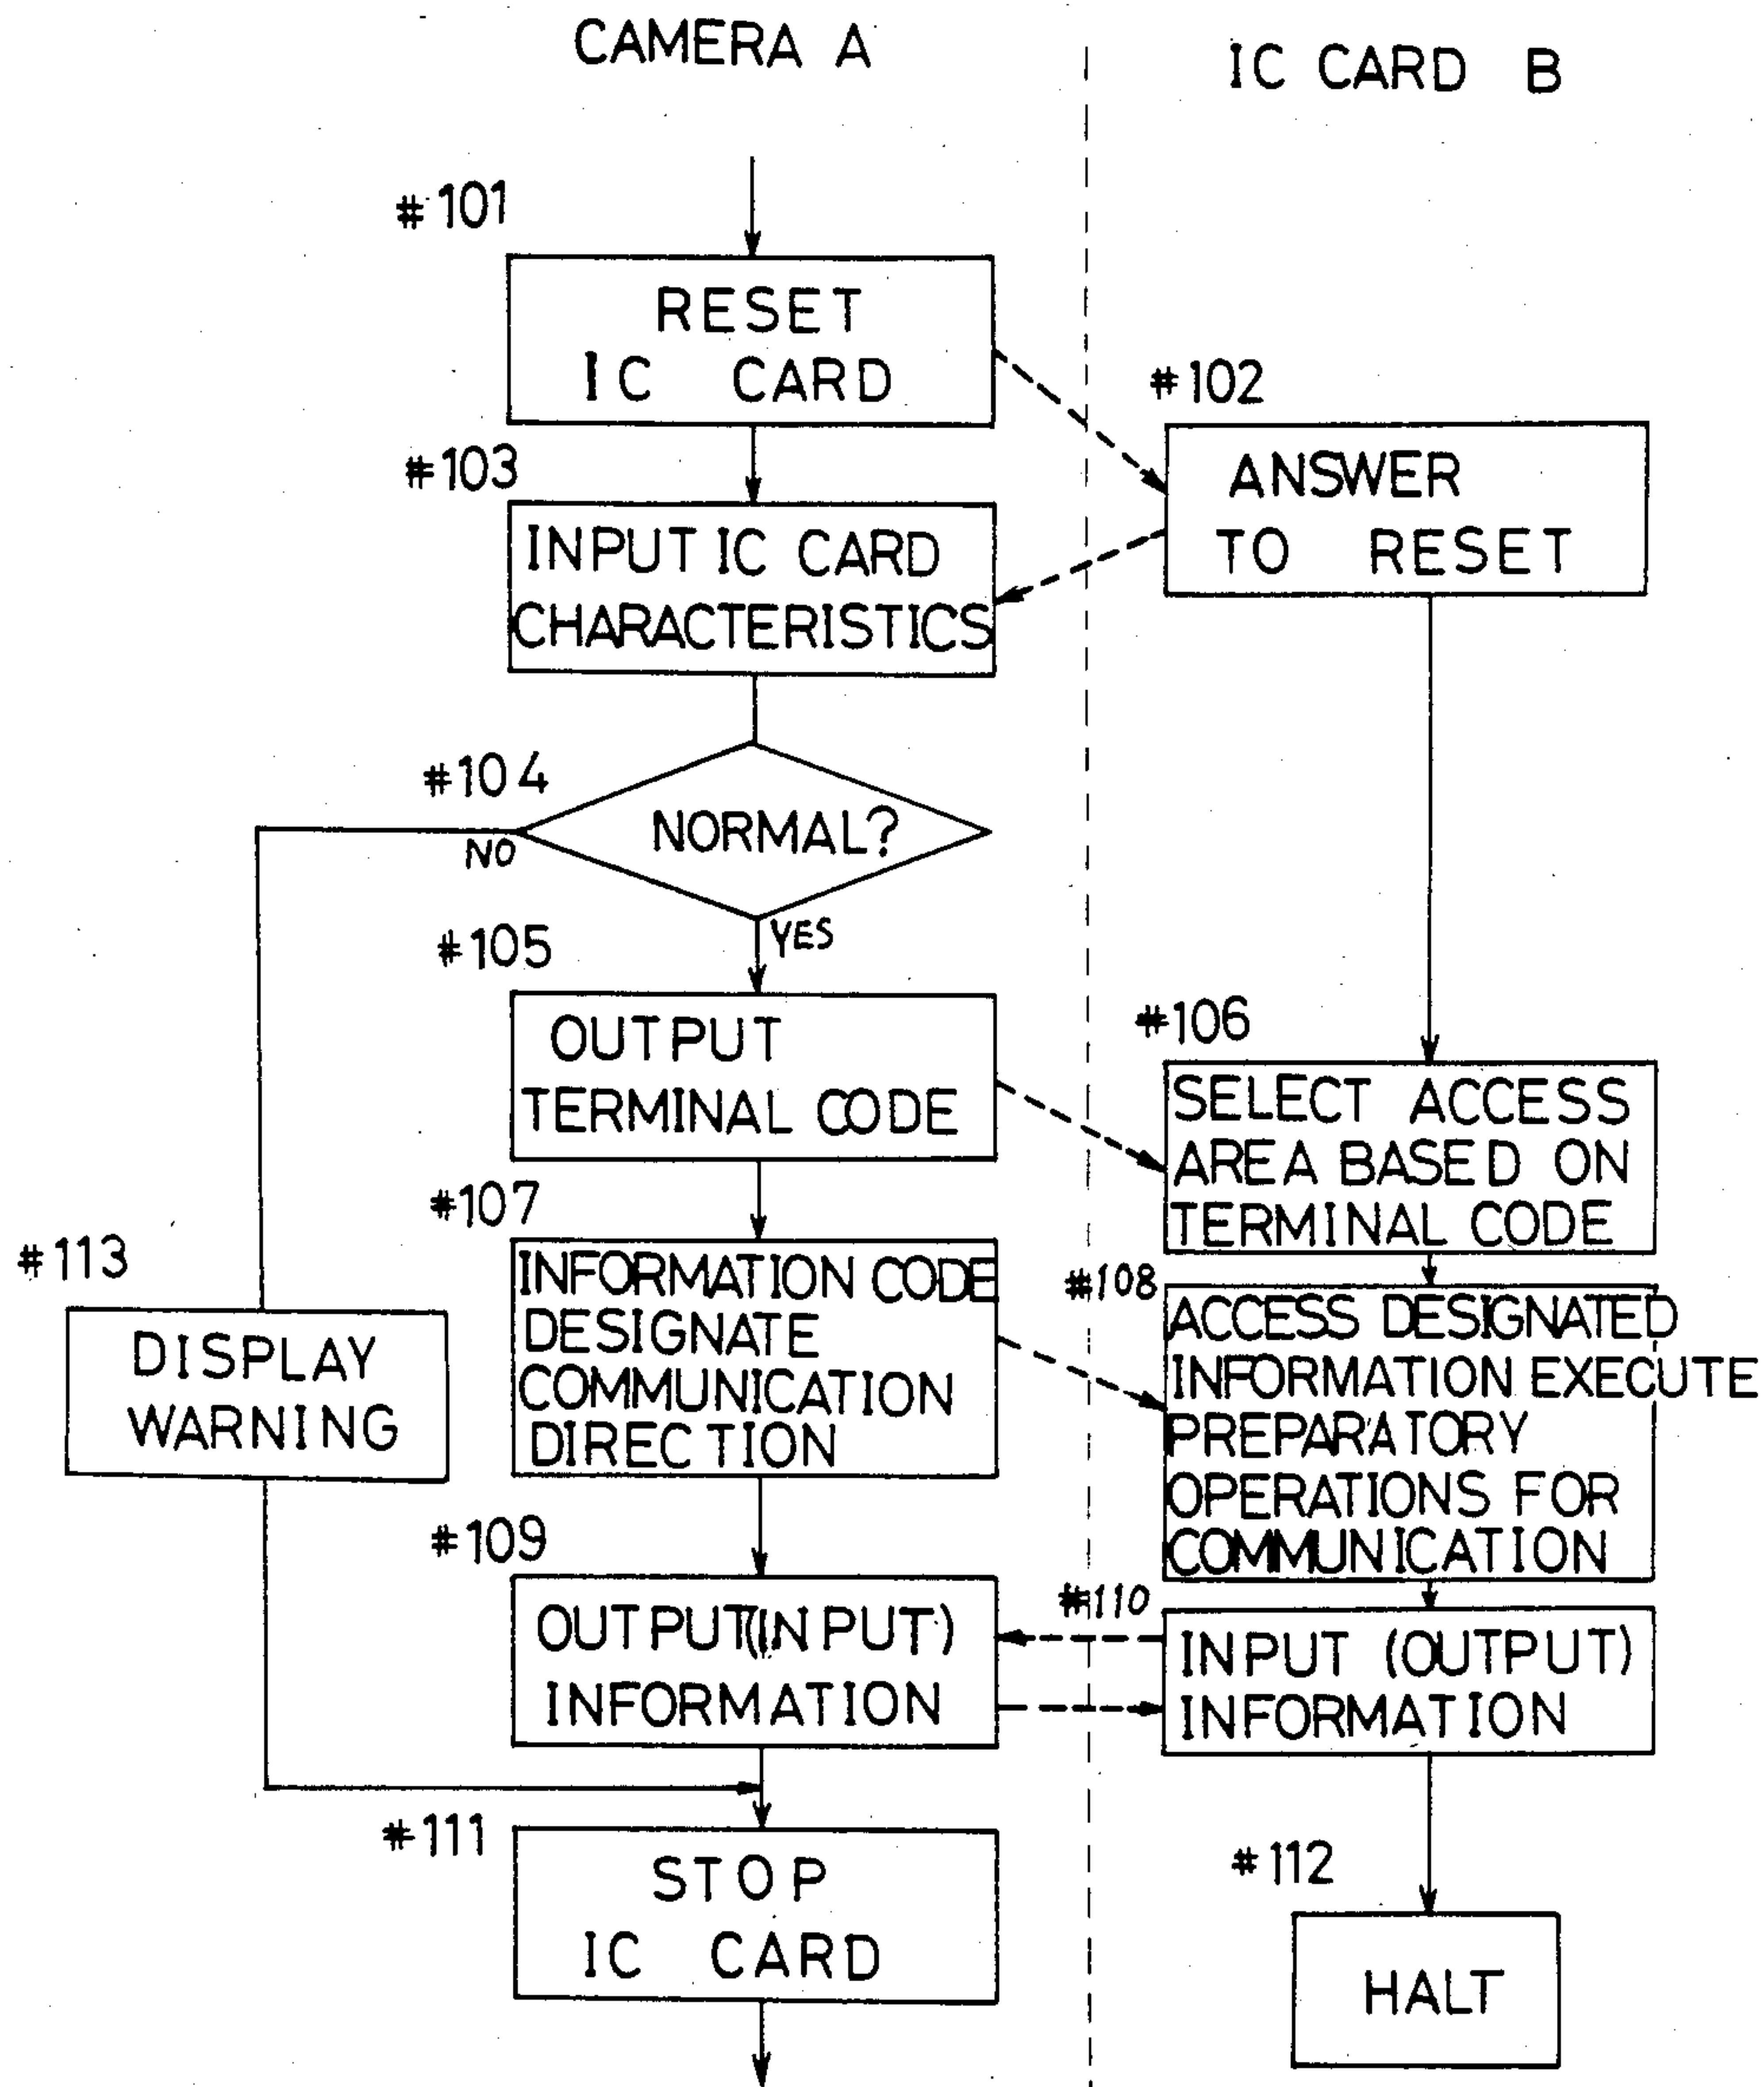 CAMERA A
IC CARD B
#101
RESET
IC CARD
#102
ANSWER
TO RESET
#103
INPUT IC CARD
CHARACTERISTICS
#104
NORMAL?
NO
YES
#105
OUTPUT
TERMINAL CODE
#106
SELECT ACCESS
AREA BASED ON
TERMINAL CODE
#107
INFORMATION CODE
DESIGNATE
COMMUNICATION
DIRECTION
#108
ACCESS DESIGNATED
INFORMATION EXECUTE
PREPARATORY
OPERATIONS FOR
COMMUNICATION
#113
DISPLAY
WARNING
#109
OUTPUT(INPUT)
INFORMATION
#110
INPUT (OUTPUT)
INFORMATION
#111
STOP
IC CARD
#112
HALT